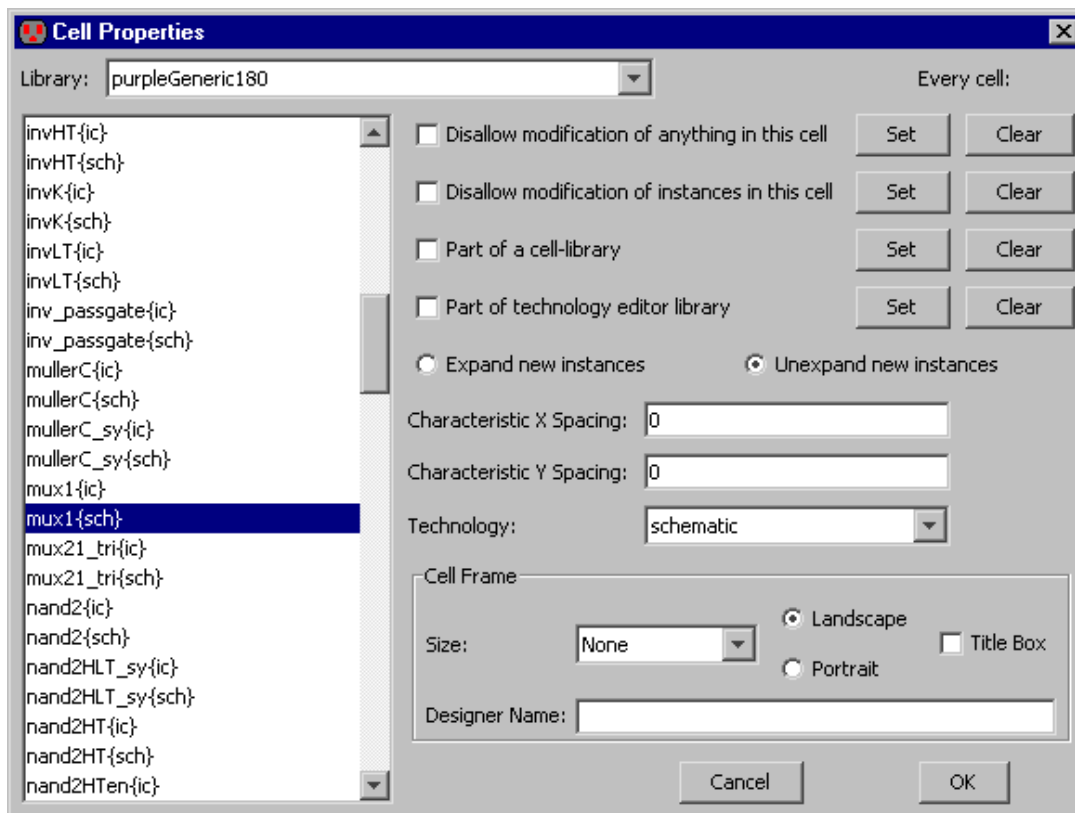 Cell Properties
Library: purpleGeneric180 Every cell:
invHT{ic}
invHT{sch}
invK{ic}
invK{sch}
invLT{ic}
invLT{sch}
inv_passgate{ic}
inv_passgate{sch}
mullerC{ic}
mullerC{sch}
mullerC_sy{ic}
mullerC_sy{sch}
mux1{ic}
mux1{sch}
mux21_tri{ic}
mux21_tri{sch}
nand2{ic}
nand2{sch}
nand2HLT_sy{ic}
nand2HLT_sy{sch}
nand2HT{ic}
nand2HT{sch}
nand2HTen{ic}
Disallow modification of anything in this cell Set Clear
Disallow modification of instances in this cell Set Clear
Part of a cell-library Set Clear
Part of technology editor library Set Clear
Expand new instances Unexpand new instances
Characteristic X Spacing: 0
Characteristic Y Spacing: 0
Technology: schematic
Cell Frame
Size: None Landscape Portrait Title Box
Designer Name:
Cancel OK